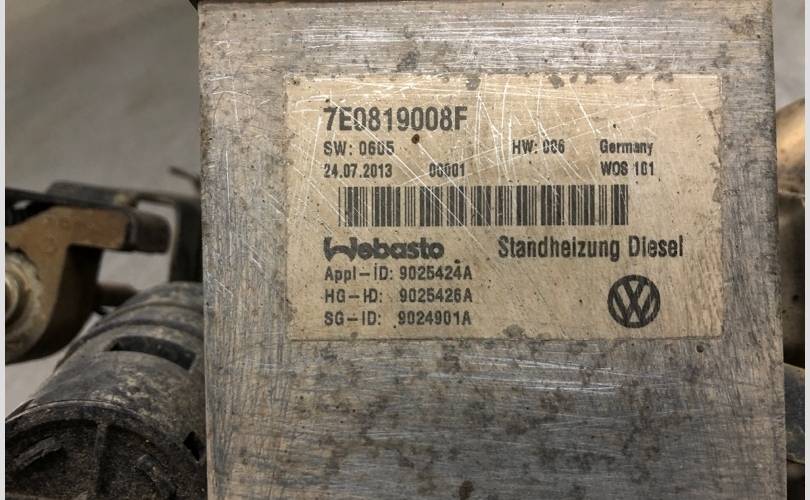 7E0819008F
SW: 0605 HW: 006 Germany
24.07.2013 00001 WOS 101
Webasto Standheizung Diesel
Appl-ID: 9025424A
HG-ID: 9025426A
SG-ID: 9024901A
VW